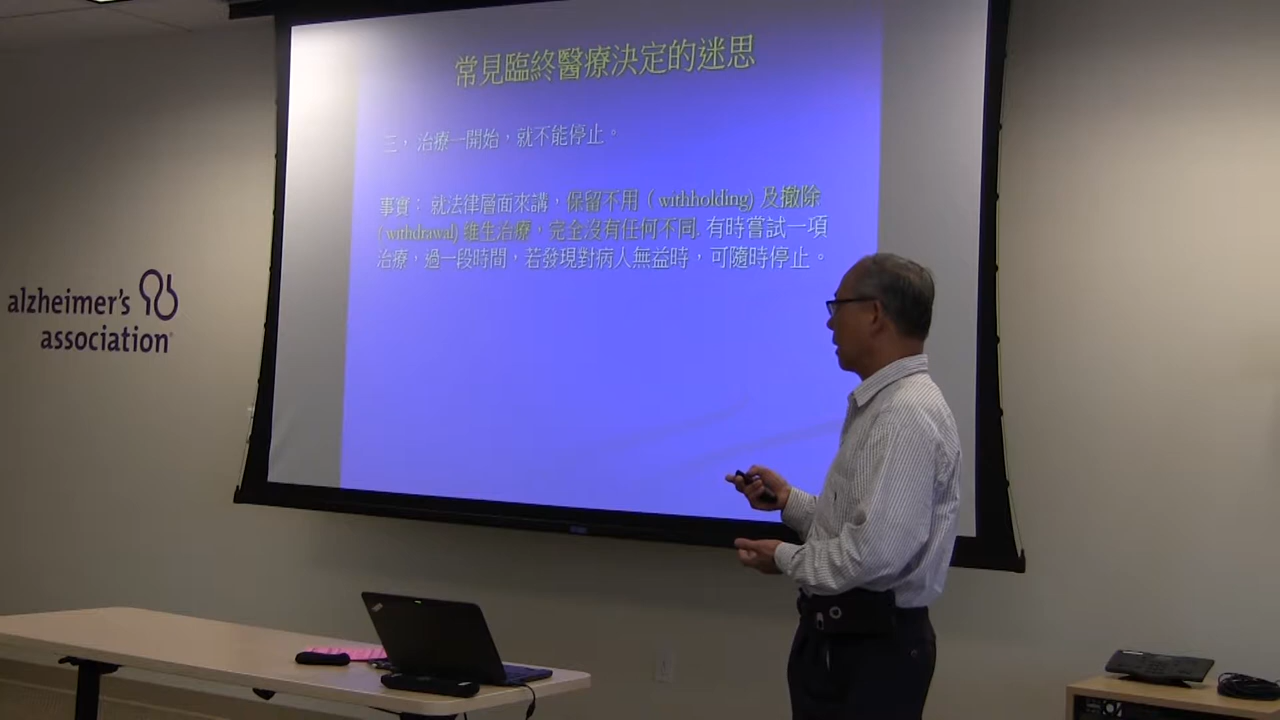 常見臨終醫療決定的迷思
三， 治療一開始，就不能停止。
事實： 就法律層面來講，保留不用（withholding) 及撤除
(withdrawal) 維生治療，完全沒有任何不同. 有時嘗試一項
治療，過一段時間，若發現對病人無益時，可隨時停止。
alzheimer's
association